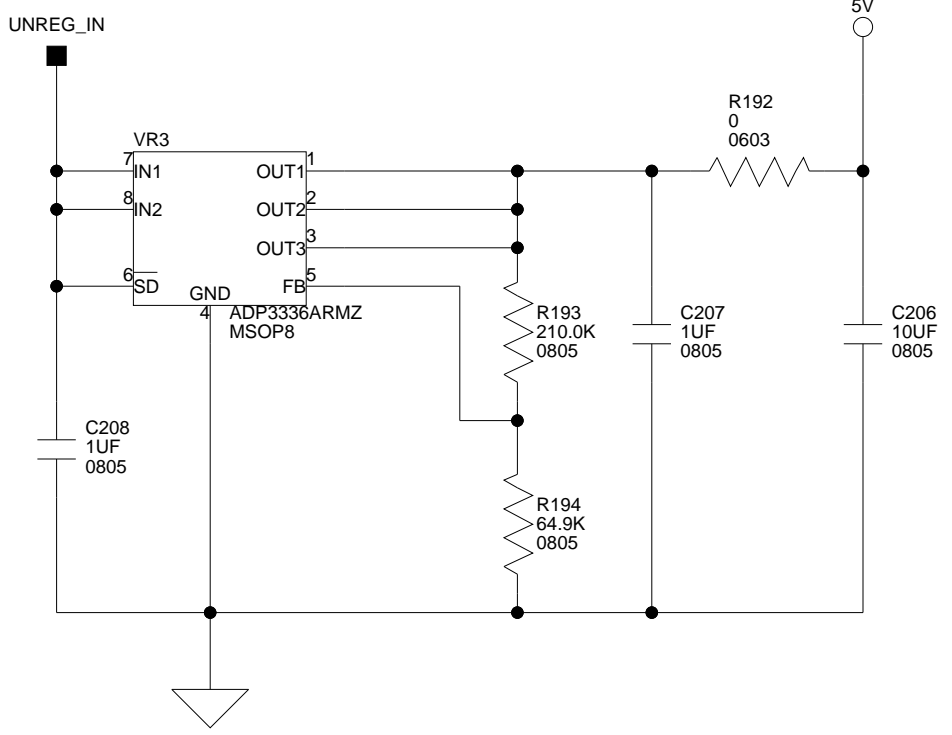 5V
UNREG_IN
R192
0
0603
VR3
7
IN1
OUT1
1
8
IN2
OUT2
2
OUT3
3
6
SD
GND
FB
5
4
ADP3336ARMZ
MSOP8
R193
210.0K
0805
C207
1UF
0805
C206
10UF
0805
C208
1UF
0805
R194
64.9K
0805